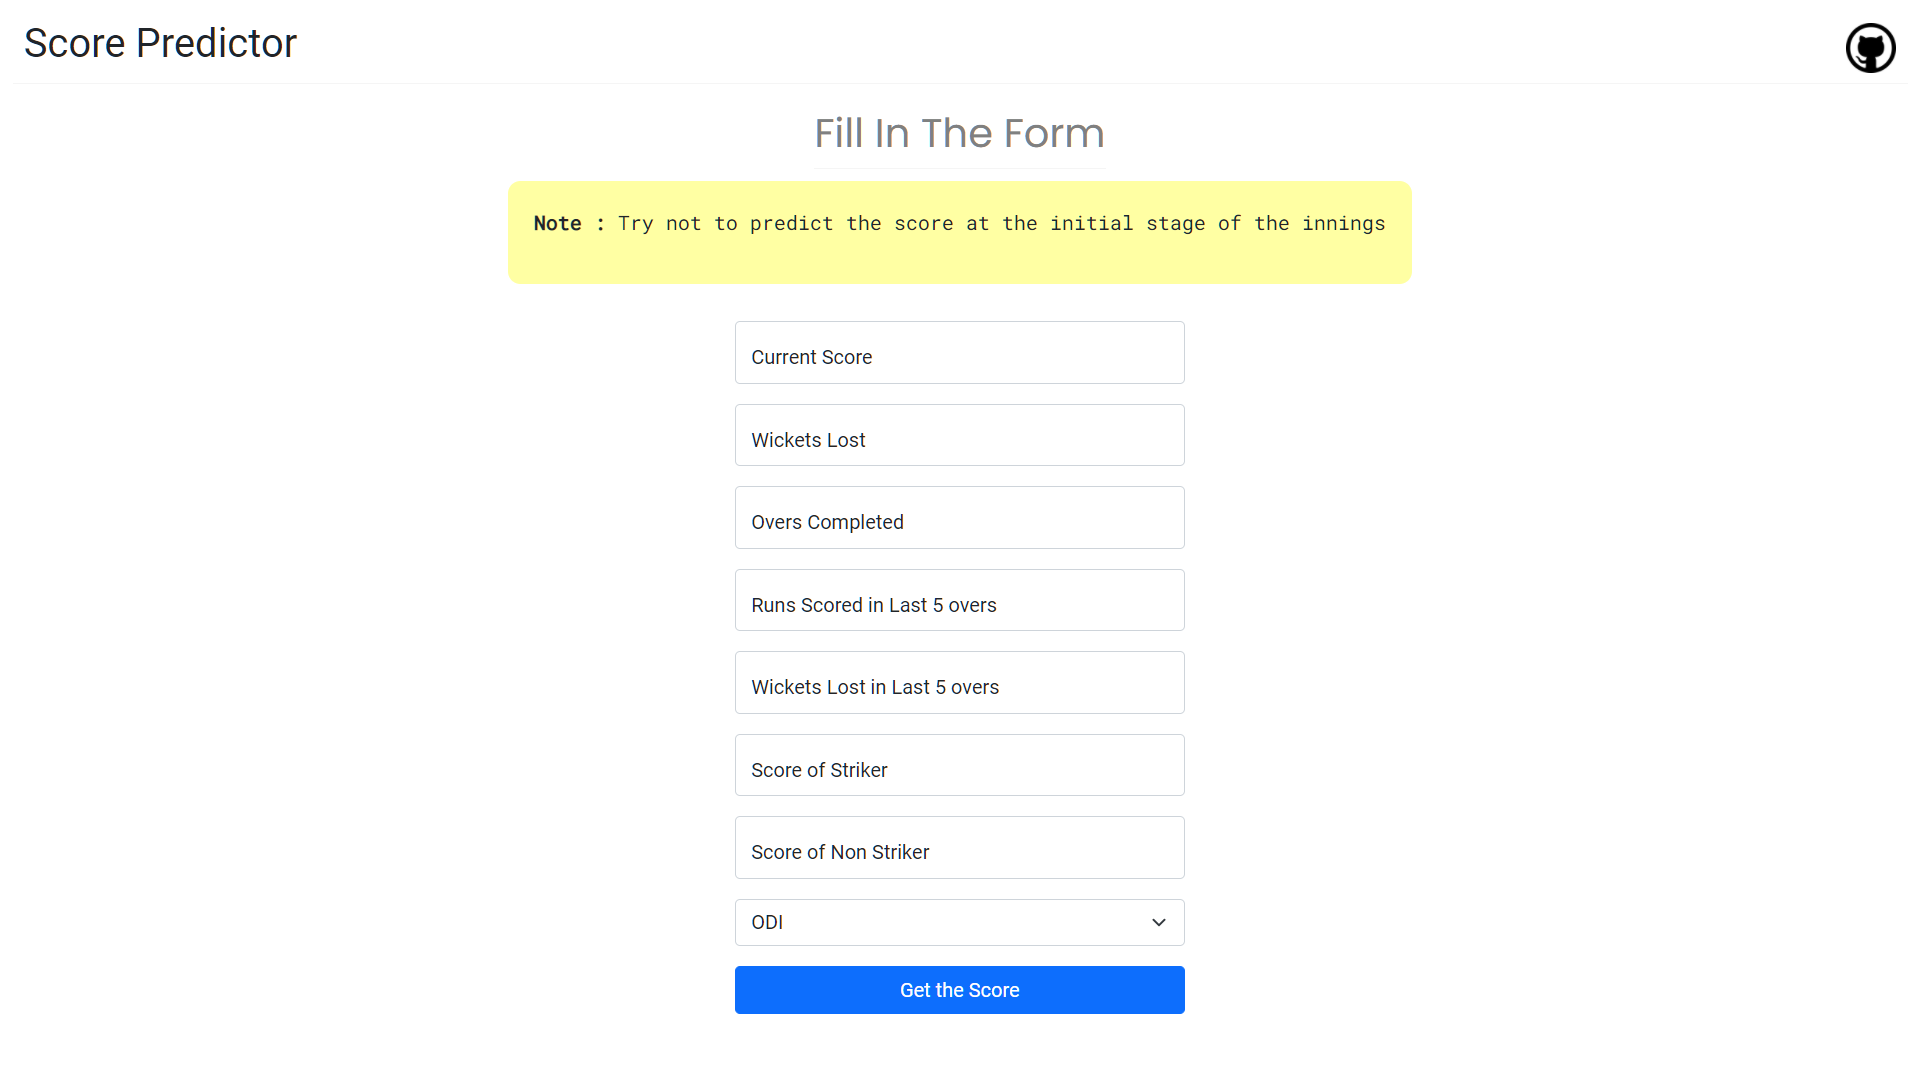 Score Predictor
Fill In The Form
Note : Try not to predict the score at the initial stage of the innings
Current Score
Wickets Lost
Overs Completed
Runs Scored in Last 5 overs
Wickets Lost in Last 5 overs
Score of Striker
Score of Non Striker
ODI
Get the Score